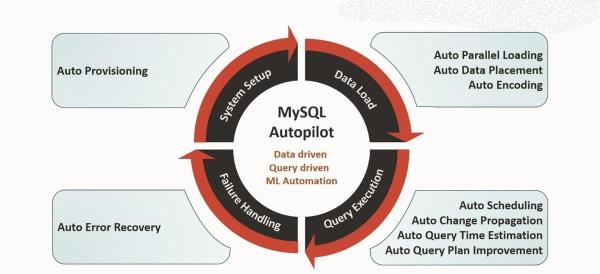 Auto Provisioning
System Setup
Data Load
Auto Parallel Loading
Auto Data Placement
Auto Encoding
MySQL
Autopilot
Data driven
Query driven
ML Automation
Auto Error Recovery
Failure Handling
Query Execution
Auto Scheduling
Auto Change Propagation
Auto Query Time Estimation
Auto Query Plan Improvement